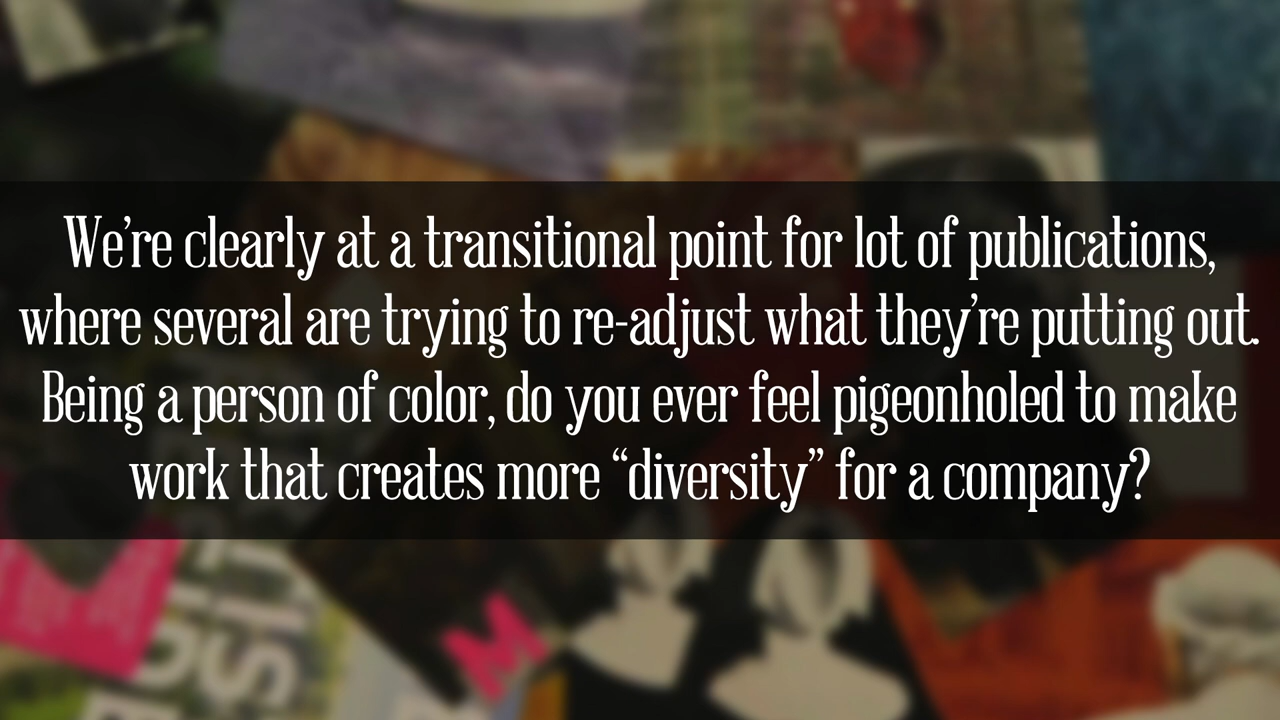 We're clearly at a transitional point for lot of publications,
where several are trying to re-adjust what they're putting out.
Being a person of color, do you ever feel pigeonholed to make
work that creates more “diversity” for a company?
M